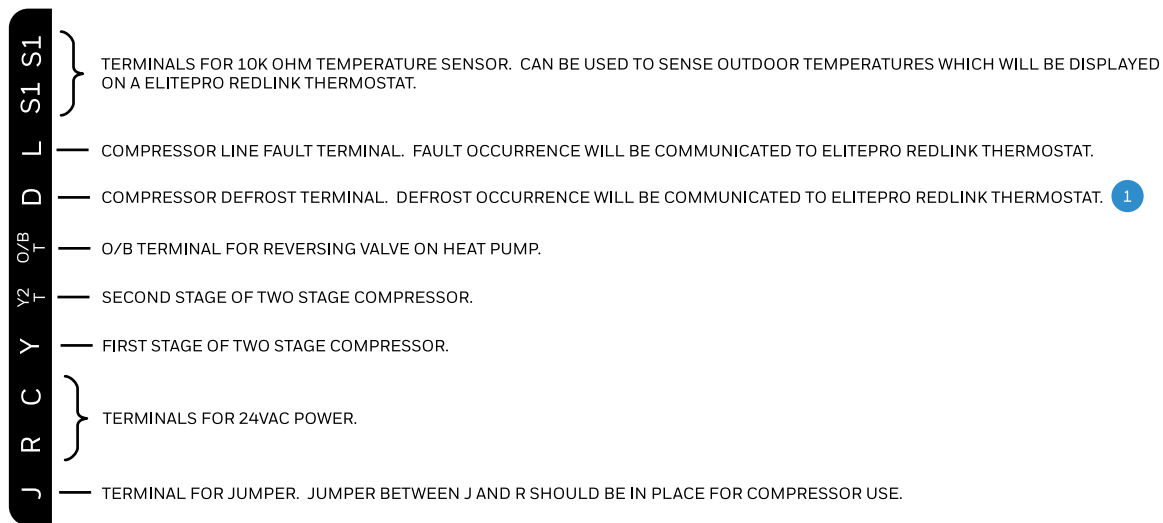 S1 S1
TERMINALS FOR 10K OHM TEMPERATURE SENSOR. CAN BE USED TO SENSE OUTDOOR TEMPERATURES WHICH WILL BE DISPLAYED
ON A ELITEPRO REDLINK THERMOSTAT.
L
COMPRESSOR LINE FAULT TERMINAL. FAULT OCCURRENCE WILL BE COMMUNICATED TO ELITEPRO REDLINK THERMOSTAT.
D
COMPRESSOR DEFROST TERMINAL. DEFROST OCCURRENCE WILL BE COMMUNICATED TO ELITEPRO REDLINK THERMOSTAT. 1
O/B
T
O/B TERMINAL FOR REVERSING VALVE ON HEAT PUMP.
Y2
T
SECOND STAGE OF TWO STAGE COMPRESSOR.
Y
FIRST STAGE OF TWO STAGE COMPRESSOR.
C
R
TERMINALS FOR 24VAC POWER.
J
TERMINAL FOR JUMPER. JUMPER BETWEEN J AND R SHOULD BE IN PLACE FOR COMPRESSOR USE.